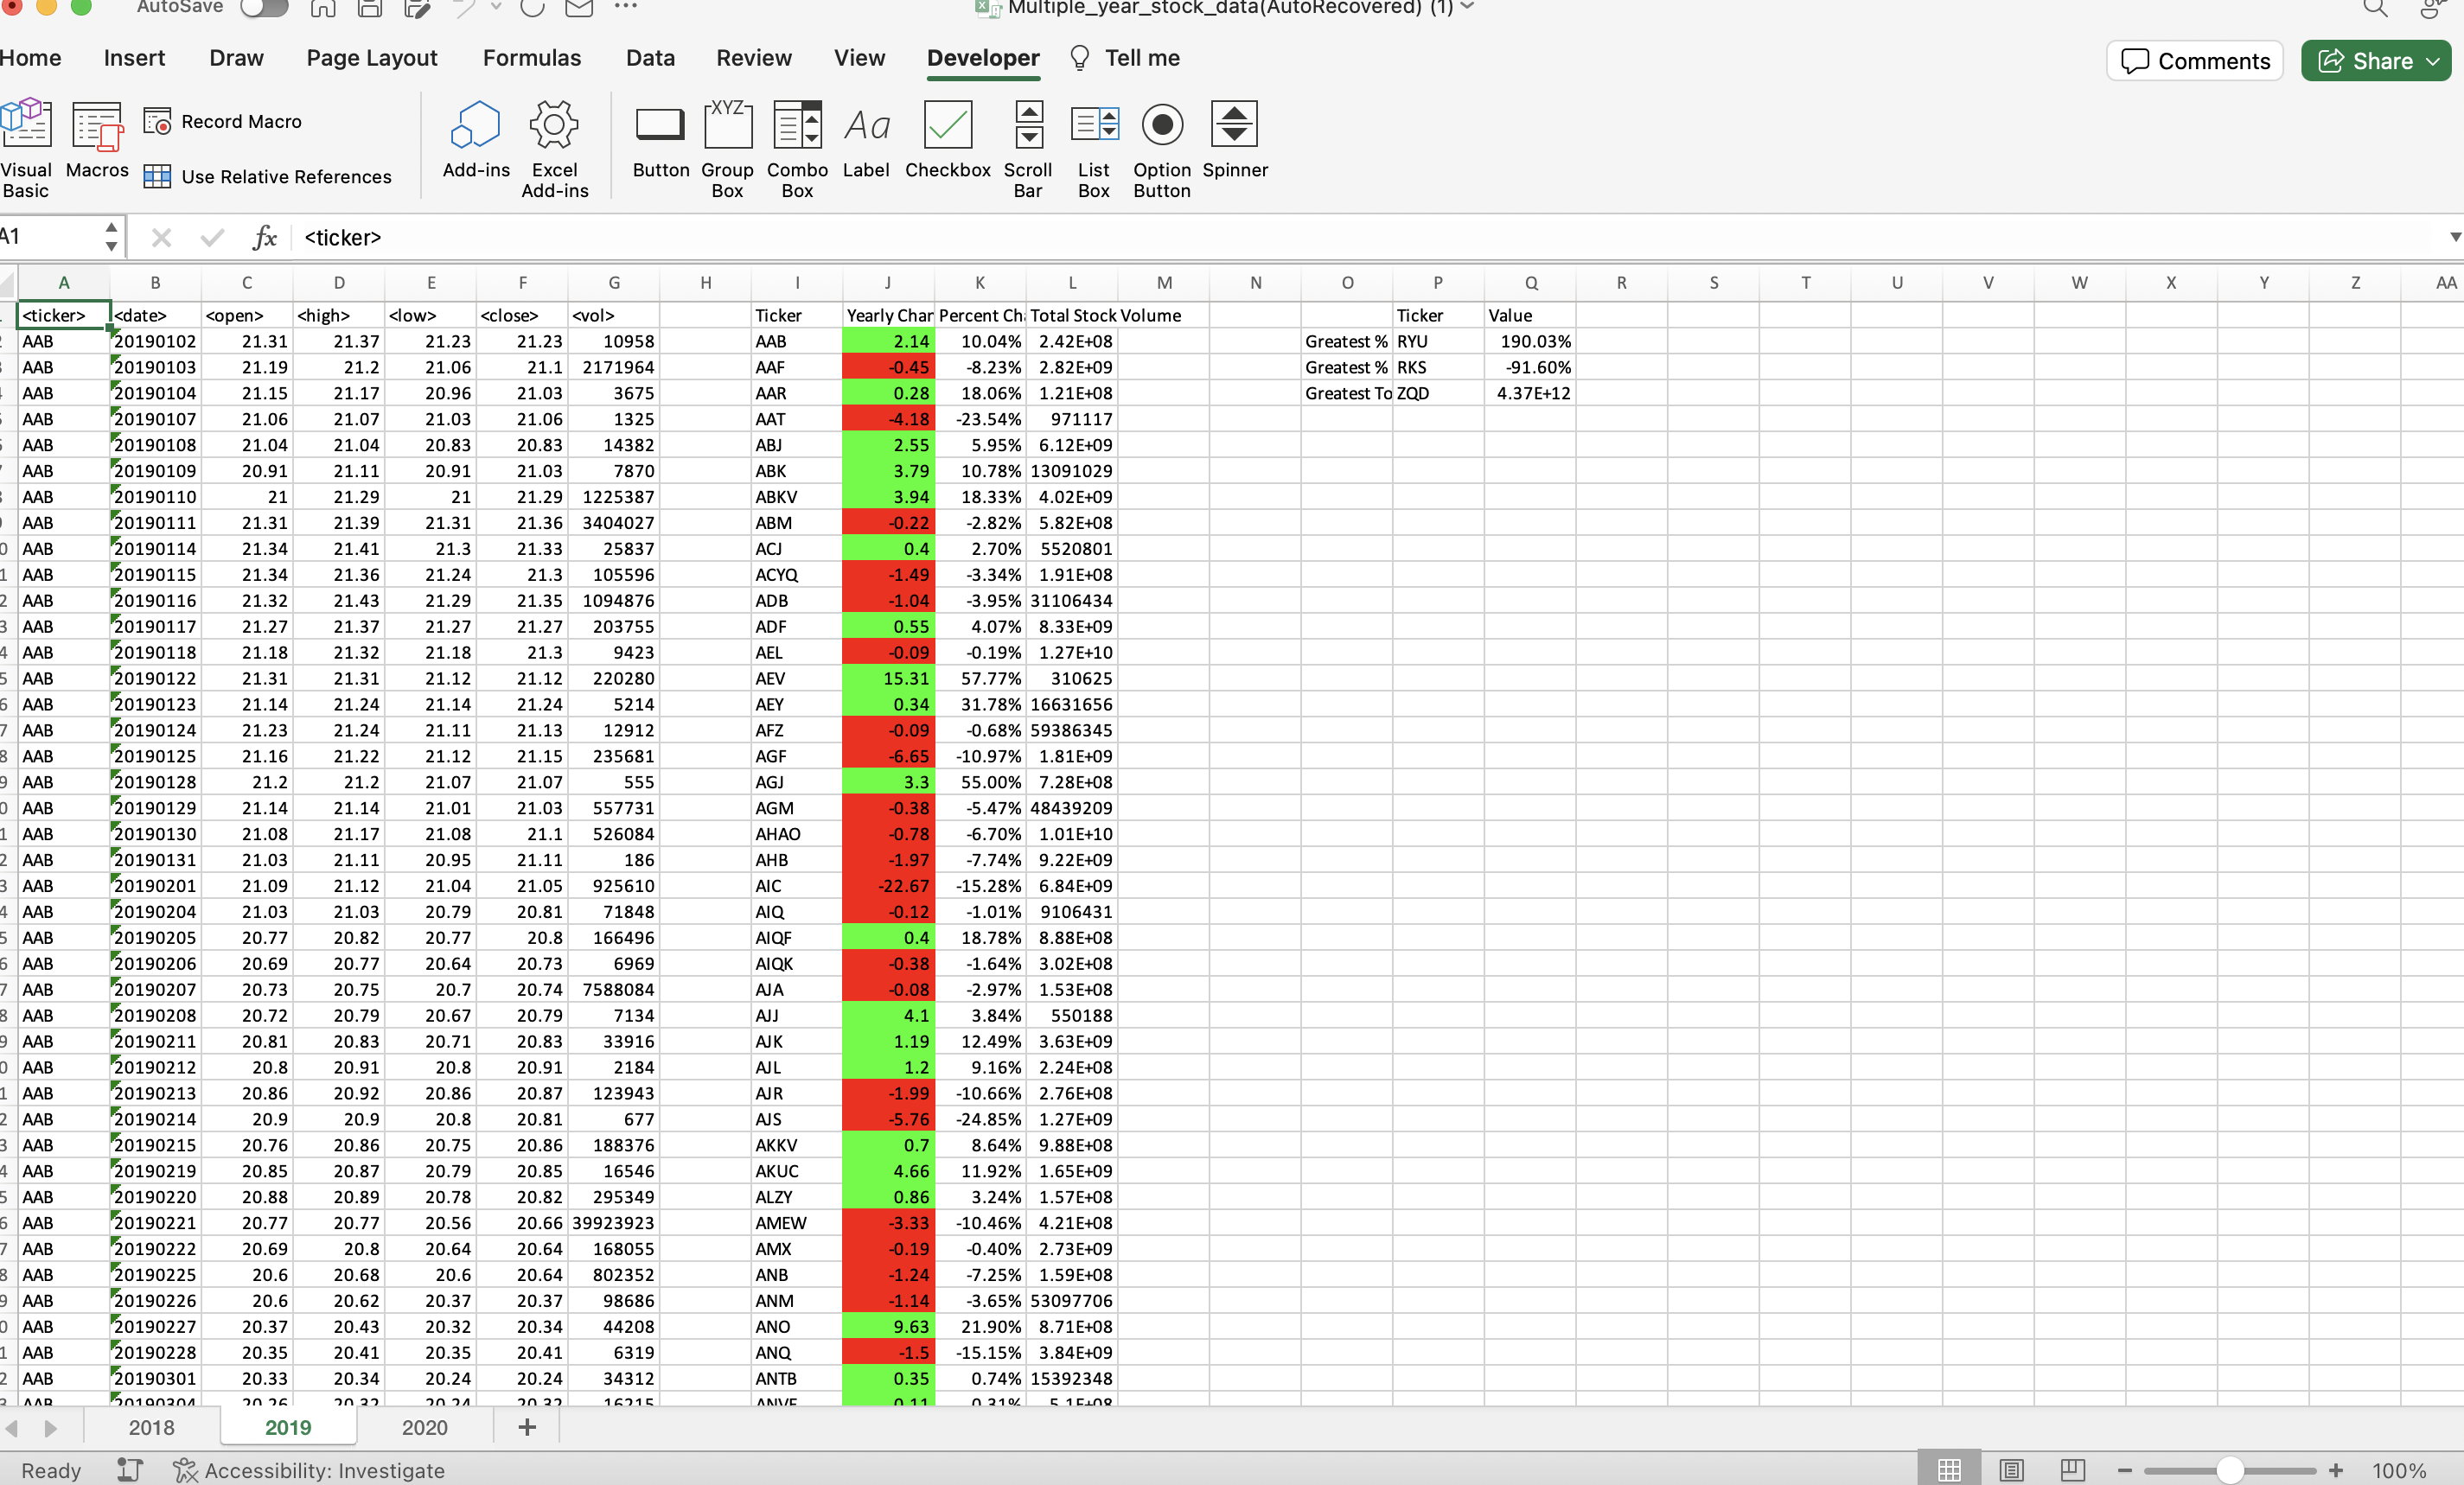 AutoSave Multiple_year_stock_data(AutoRecovered) (1)
Home Insert Draw Page Layout Formulas Data Review View Developer Tell me Comments Share
Visual Basic Macros Record Macro Use Relative References Add-ins Excel Add-ins Button XYZ Group Box Combo Box Aa Label Checkbox Scroll Bar List Box Option Button Spinner
A1 fx <ticker>
A B C D E F G H I J K L M N O P Q R S T U V W X Y Z AA
<ticker> <date> <open> <high> <low> <close> <vol> Ticker Yearly Char Percent Ch Total Stock Volume Ticker Value
AAB 20190102 21.31 21.37 21.23 21.23 10958 AAB 2.14 10.04% 2.42E+08 Greatest % RYU 190.03%
AAB 20190103 21.19 21.2 21.06 21.1 2171964 AAF -0.45 -8.23% 2.82E+09 Greatest % RKS -91.60%
AAB 20190104 21.15 21.17 20.96 21.03 3675 AAR 0.28 18.06% 1.21E+08 Greatest To ZQD 4.37E+12
AAB 20190107 21.06 21.07 21.03 21.06 1325 AAT -4.18 -23.54% 971117
AAB 20190108 21.04 21.04 20.83 20.83 14382 ABJ 2.55 5.95% 6.12E+09
AAB 20190109 20.91 21.11 20.91 21.03 7870 ABK 3.79 10.78% 13091029
AAB 20190110 21 21.29 21 21.29 1225387 ABKV 3.94 18.33% 4.02E+09
AAB 20190111 21.31 21.39 21.31 21.36 3404027 ABM -0.22 -2.82% 5.82E+08
AAB 20190114 21.34 21.41 21.3 21.33 25837 ACJ 0.4 2.70% 5520801
AAB 20190115 21.34 21.36 21.24 21.3 105596 ACYQ -1.49 -3.34% 1.91E+08
AAB 20190116 21.32 21.43 21.29 21.35 1094876 ADB -1.04 -3.95% 31106434
AAB 20190117 21.27 21.37 21.27 21.27 203755 ADF 0.55 4.07% 8.33E+09
AAB 20190118 21.18 21.32 21.18 21.3 9423 AEL -0.09 -0.19% 1.27E+10
AAB 20190122 21.31 21.31 21.12 21.12 220280 AEV 15.31 57.77% 310625
AAB 20190123 21.14 21.24 21.14 21.24 5214 AEY 0.34 31.78% 16631656
AAB 20190124 21.23 21.24 21.11 21.13 12912 AFZ -0.09 -0.68% 59386345
AAB 20190125 21.16 21.22 21.12 21.15 235681 AGF -6.65 -10.97% 1.81E+09
AAB 20190128 21.2 21.2 21.07 21.07 555 AGJ 3.3 55.00% 7.28E+08
AAB 20190129 21.14 21.14 21.01 21.03 557731 AGM -0.38 -5.47% 48439209
AAB 20190130 21.08 21.17 21.08 21.1 526084 AHAO -0.78 -6.70% 1.01E+10
AAB 20190131 21.03 21.11 20.95 21.11 186 AHB -1.97 -7.74% 9.22E+09
AAB 20190201 21.09 21.12 21.04 21.05 925610 AIC -22.67 -15.28% 6.84E+09
AAB 20190204 21.03 21.03 20.79 20.81 71848 AIQ -0.12 -1.01% 9106431
AAB 20190205 20.77 20.82 20.77 20.8 166496 AIQF 0.4 18.78% 8.88E+08
AAB 20190206 20.69 20.77 20.64 20.73 6969 AIQK -0.38 -1.64% 3.02E+08
AAB 20190207 20.73 20.75 20.7 20.74 7588084 AJA -0.08 -2.97% 1.53E+08
AAB 20190208 20.72 20.79 20.67 20.79 7134 AJJ 4.1 3.84% 550188
AAB 20190211 20.81 20.83 20.71 20.83 33916 AJK 1.19 12.49% 3.63E+09
AAB 20190212 20.8 20.91 20.8 20.91 2184 AJL 1.2 9.16% 2.24E+08
AAB 20190213 20.86 20.92 20.86 20.87 123943 AJR -1.99 -10.66% 2.76E+08
AAB 20190214 20.9 20.9 20.8 20.81 677 AJS -5.76 -24.85% 1.27E+09
AAB 20190215 20.76 20.86 20.75 20.86 188376 AKKV 0.7 8.64% 9.88E+08
AAB 20190219 20.85 20.87 20.79 20.85 16546 AKUC 4.66 11.92% 1.65E+09
AAB 20190220 20.88 20.89 20.78 20.82 295349 ALZY 0.86 3.24% 1.57E+08
AAB 20190221 20.77 20.77 20.56 20.66 39923923 AMEW -3.33 -10.46% 4.21E+08
AAB 20190222 20.69 20.8 20.64 20.64 168055 AMX -0.19 -0.40% 2.73E+09
AAB 20190225 20.6 20.68 20.6 20.64 802352 ANB -1.24 -7.25% 1.59E+08
AAB 20190226 20.6 20.62 20.37 20.37 98686 ANM -1.14 -3.65% 53097706
AAB 20190227 20.37 20.43 20.32 20.34 44208 ANO 9.63 21.90% 8.71E+08
AAB 20190228 20.35 20.41 20.35 20.41 6319 ANQ -1.5 -15.15% 3.84E+09
AAB 20190301 20.33 20.34 20.24 20.24 34312 ANTB 0.35 0.74% 15392348
2018 2019 2020 +
Ready Accessibility: Investigate 100%